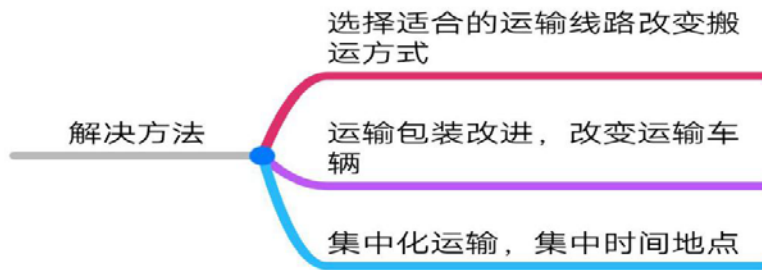 选择适合的运输线路改变搬
运方式
解决方法
运输包装改进，改变运输车
辆
集中化运输，集中时间地点